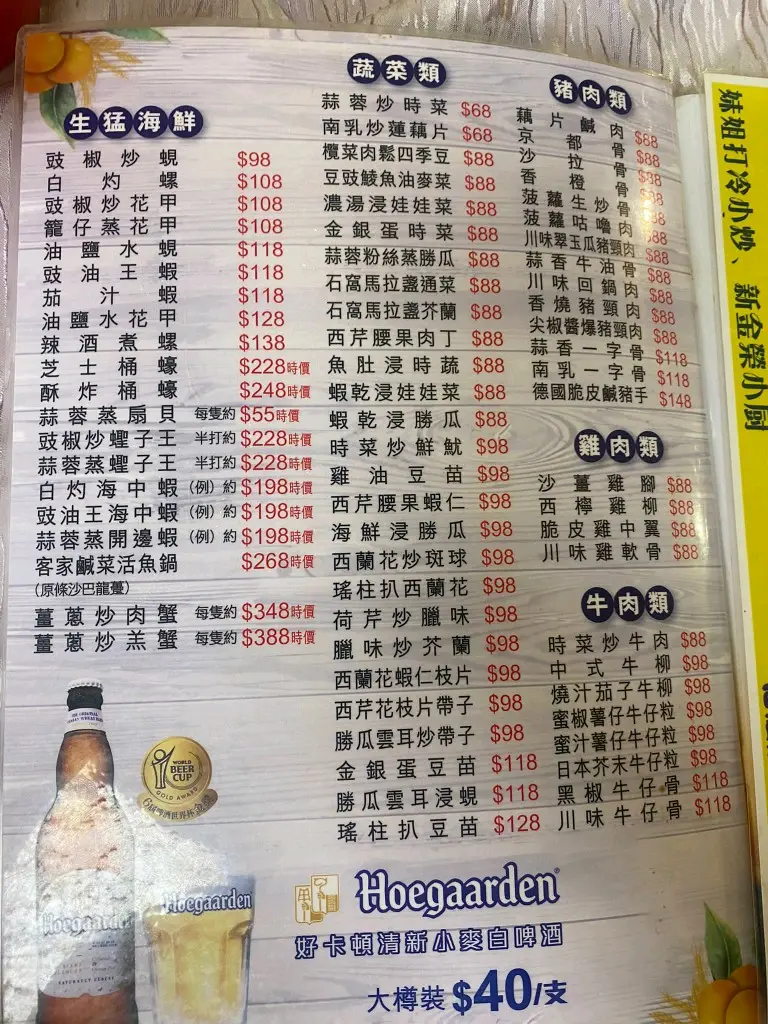 生猛海鮮
豉椒炒蜆 $98
白灼螺 $108
豉椒炒花甲 $108
籠仔蒸花甲 $108
油鹽水蜆 $118
豉油王蝦 $118
茄汁蝦 $118
油鹽水花甲 $128
辣酒煮螺 $138
芝士桶蠔 $228時價
酥炸桶蠔 $248時價
蒜蓉蒸扇貝 每隻約 $55時價
豉椒炒蟶子王 半打約 $228時價
蒜蓉蒸蟶子王 半打約 $228時價
白灼海中蝦 (例) 約 $198時價
豉油王海中蝦 (例) 約 $198時價
蒜蓉蒸開邊蝦 (例) 約 $198時價
客家鹹菜活魚鍋 $268時價
(原條沙巴龍躉)
薑蔥炒肉蟹 每隻約 $348時價
薑蔥炒羔蟹 每隻約 $388時價
蔬菜類
蒜蓉炒時菜 $68
南乳炒蓮藕片 $68
欖菜肉鬆四季豆 $88
豆豉鯪魚油麥菜 $88
濃湯浸娃娃菜 $88
金銀蛋時菜 $88
蒜蓉粉絲蒸勝瓜 $88
石窩馬拉盞通菜 $88
石窩馬拉盞芥蘭 $88
西芹腰果肉丁 $88
魚肚浸時蔬 $88
蝦乾浸娃娃菜 $88
蝦乾浸勝瓜 $88
時菜炒鮮魷 $98
雞油豆苗 $98
西芹腰果蝦仁 $98
海鮮浸勝瓜 $98
西蘭花炒斑球 $98
瑤柱扒西蘭花 $98
荷芹炒臘味 $98
臘味炒芥蘭 $98
西蘭花蝦仁枝片 $98
西芹花枝片帶子 $98
勝瓜雲耳炒帶子 $98
金銀蛋豆苗 $118
勝瓜雲耳浸蜆 $118
瑤柱扒豆苗 $128
豬肉類
藕片鹹肉 $88
京都骨 $88
沙拉骨 $88
香橙骨 $88
菠蘿生炒骨 $88
菠蘿咕嚕肉 $88
川味翠玉瓜豬頸肉 $88
蒜香牛油骨 $88
川味回鍋肉 $88
香燒豬頸肉 $88
尖椒醬爆豬頸肉 $88
蒜香一字骨 $118
南乳一字骨 $118
德國脆皮鹹豬手 $148
雞肉類
沙薑雞腳 $88
西檸雞柳 $88
脆皮雞中翼 $88
川味雞軟骨 $88
牛肉類
時菜炒牛肉 $88
中式牛柳 $98
燒汁茄子牛柳 $98
蜜椒薯仔牛仔粒 $98
蜜汁薯仔牛仔粒 $98
日本芥末牛仔粒 $98
黑椒牛仔骨 $118
川味牛仔骨 $118
WORLD
BEER
CUP
GOLD AWARD
Hoegaarden
Hoegaarden
Hoegaarden
好卡頓清新小麥白啤酒
大樽裝 $40/支
妹姐打冷小炒、新金榮小厨